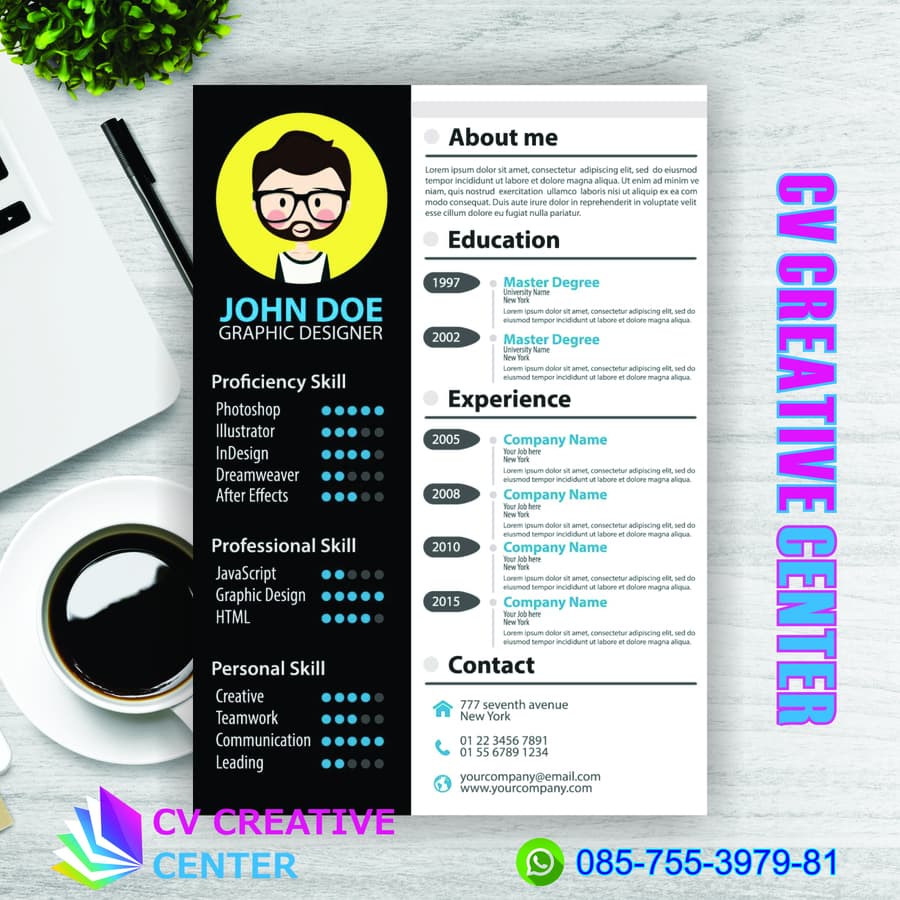 JOHN DOE
GRAPHIC DESIGNER
Proficiency Skill
Photoshop
Illustrator
InDesign
Dreamweaver
After Effects
Professional Skill
JavaScript
Graphic Design
HTML
Personal Skill
Creative
Teamwork
Communication
Leading
About me
Lorem ipsum dolor sit amet, consectetur adipiscing elit, sed do eiusmod
tempor incididunt ut labore et dolore magna aliqua. Ut enim ad minim ve
niam, quis nostrud exercitation ullamco laboris nisi ut aliquip ex ea com
modo consequat. Duis aute irure dolor in reprehenderit in voluptate velit
esse cillum dolore eu fugiat nulla pariatur.
Education
1997
Master Degree
University Name
New York
Lorem ipsum dolor sit amet, consectetur adipiscing elit, sed do
eiusmod tempor incididunt ut labore et dolore magna aliqua.
2002
Master Degree
University Name
New York
Lorem ipsum dolor sit amet, consectetur adipiscing elit, sed do
eiusmod tempor incididunt ut labore et dolore magna aliqua.
Experience
2005
Company Name
Your Job here
New York
Lorem ipsum dolor sit amet, consectetur adipiscing elit, sed do
eiusmod tempor incididunt ut labore et dolore magna aliqua.
2008
Company Name
Your Job here
New York
Lorem ipsum dolor sit amet, consectetur adipiscing elit, sed do
eiusmod tempor incididunt ut labore et dolore magna aliqua.
2010
Company Name
Your Job here
New York
Lorem ipsum dolor sit amet, consectetur adipiscing elit, sed do
eiusmod tempor incididunt ut labore et dolore magna aliqua.
2015
Company Name
Your Job here
New York
Lorem ipsum dolor sit amet, consectetur adipiscing elit, sed do
eiusmod tempor incididunt ut labore et dolore magna aliqua.
Contact
777 seventh avenue
New York
01 22 3456 7891
01 55 6789 1234
yourcompany@email.com
www.yourcompany.com
CV CREATIVE CENTER
CV CREATIVE
CENTER
085-755-3979-81